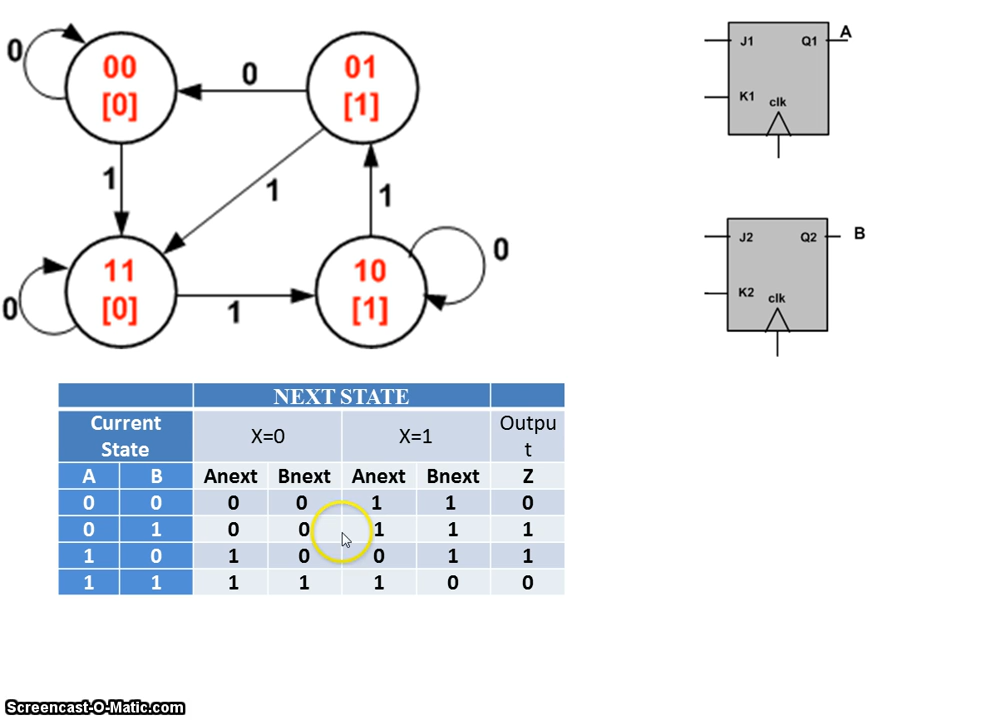 0
00
[0]
0
01
[1]
1
1
1
0
11
[0]
1
10
[1]
0
J1 Q1 A
K1
clk
J2 Q2 B
K2
clk
NEXT STATE
Current
State
X=0 X=1
Outpu
t
A B Anext Bnext Anext Bnext Z
0 0 0 0 1 1 0
0 1 0 0 1 1 1
1 0 1 0 0 1 1
1 1 1 1 1 0 0
Screencast-O-Matic.com